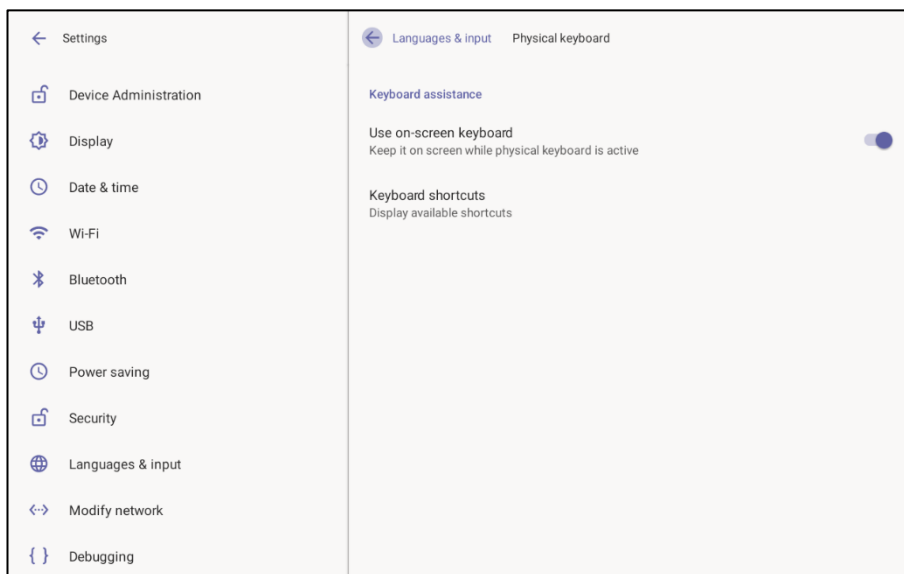 Settings
Device Administration
Display
Date & time
Wi-Fi
Bluetooth
USB
Power saving
Security
Languages & input
Modify network
Debugging
Languages & input Physical keyboard
Keyboard assistance
Use on-screen keyboard
Keep it on screen while physical keyboard is active
Keyboard shortcuts
Display available shortcuts